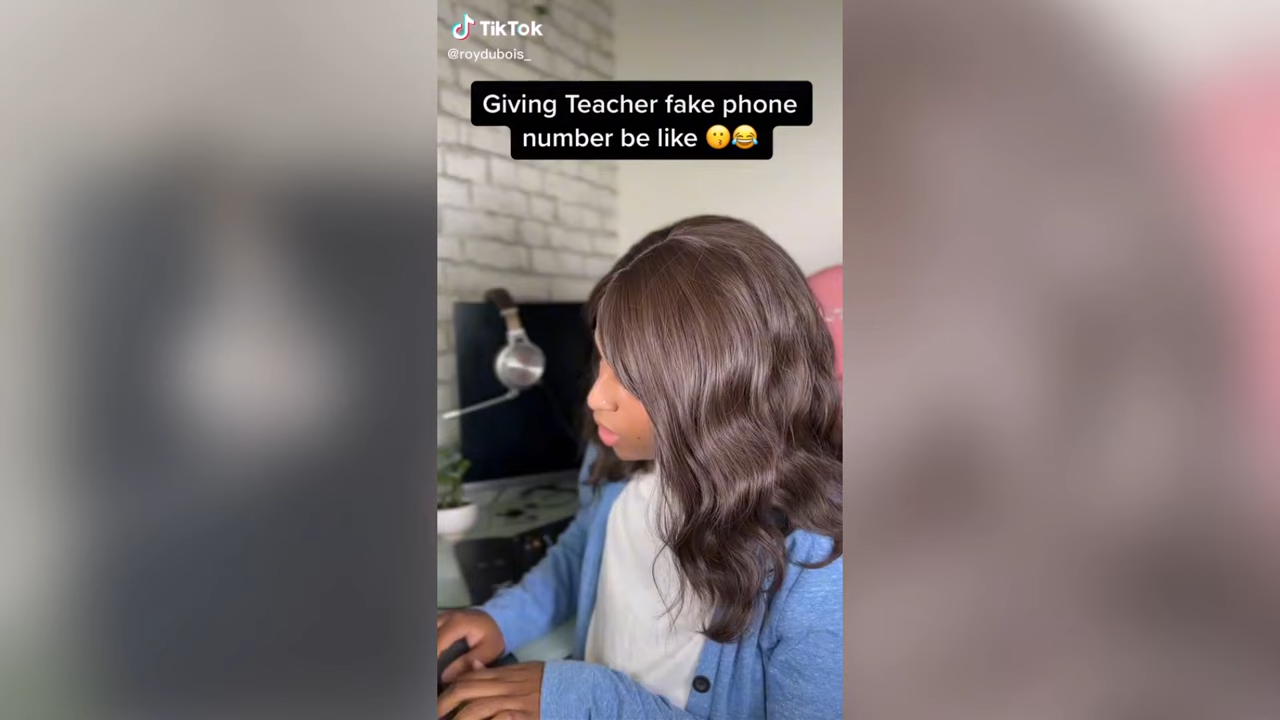 TikTok
@roydubois_
Giving Teacher fake phone
number be like 😗😂